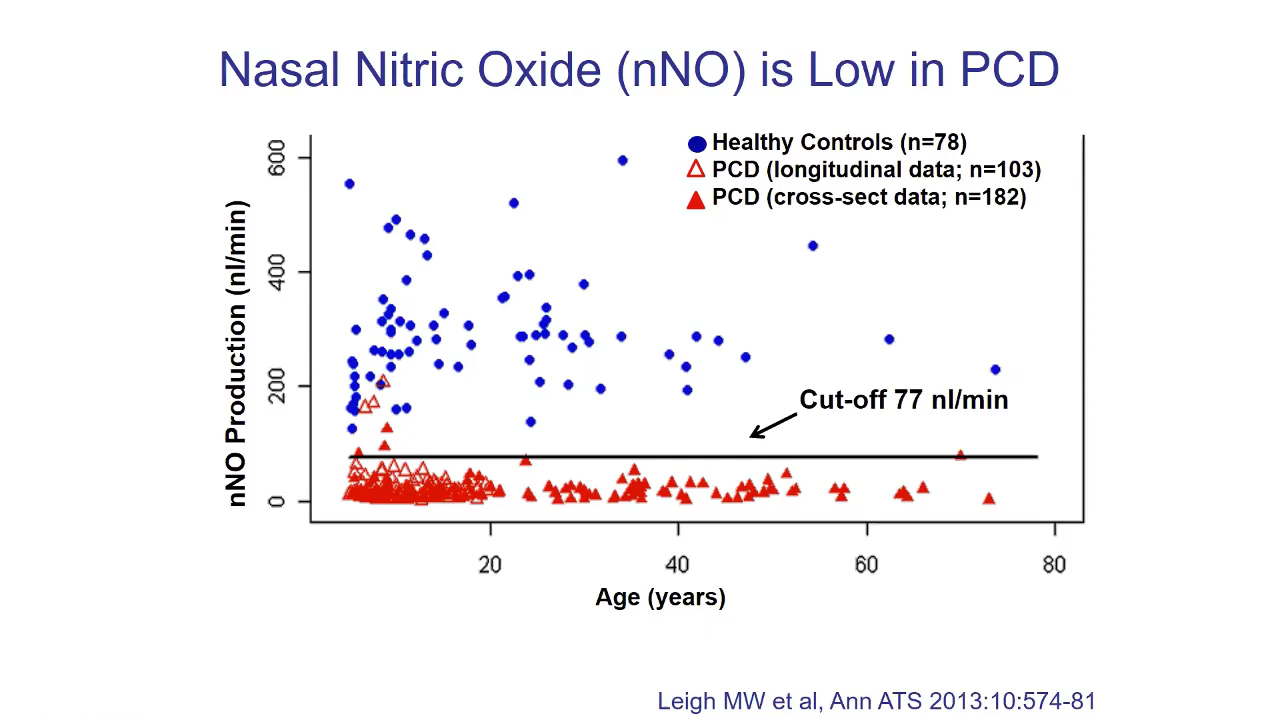 Nasal Nitric Oxide (nNO) is Low in PCD
Healthy Controls (n=78)
PCD (longitudinal data; n=103)
PCD (cross-sect data; n=182)
nNO Production (nl/min)
600
400
200
0
Cut-off 77 nl/min
20
40
60
80
Age (years)
Leigh MW et al, Ann ATS 2013:10:574-81